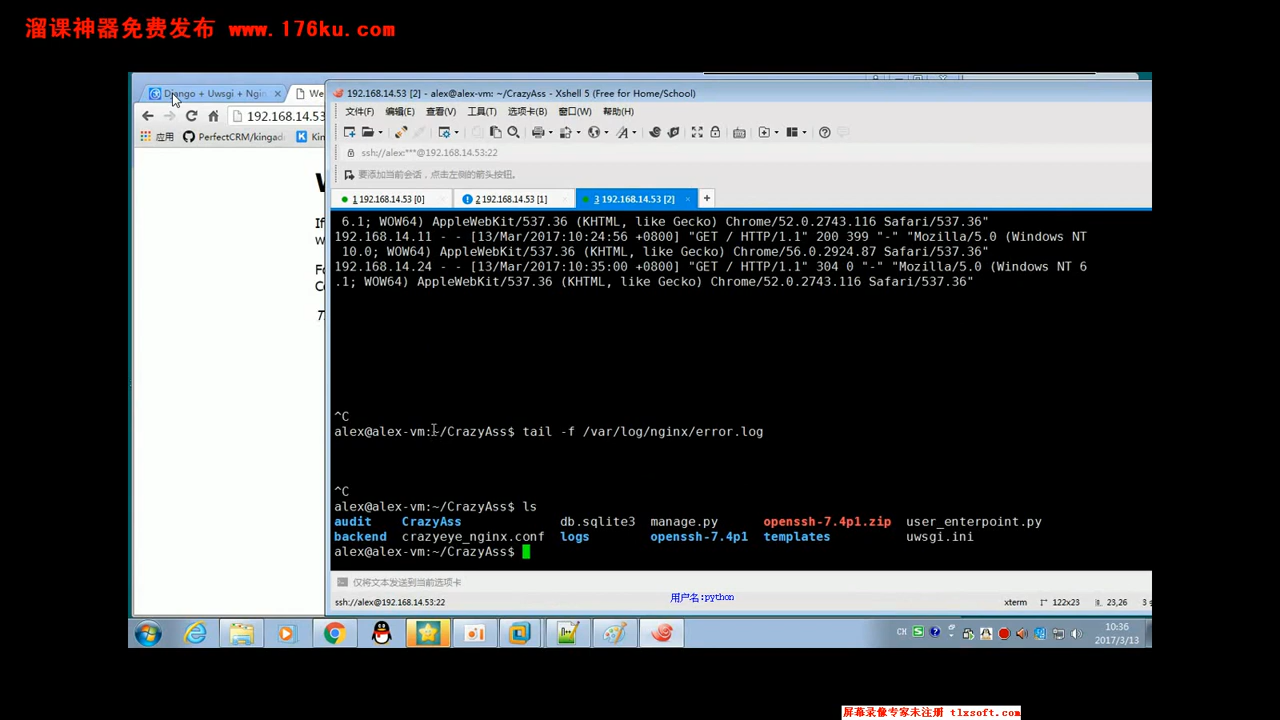 溜课神器免费发布 www.176ku.com
Django + Uwsgi + Ngin
We
192.168.14.53
应用
PerfectCRM/kingad
Kin
W
If
w
Fo
Co
192.168.14.53 [2] - alex@alex-vm: ~/CrazyAss - Xshell 5 (Free for Home/School)
文件(F) 编辑(E) 查看(V) 工具(T) 选项卡(B) 窗口(W) 帮助(H)
ssh://alex:***@192.168.14.53:22
要添加当前会话，点击左侧的箭头按钮。
1 192.168.14.53 [0]
2 192.168.14.53 [1]
3 192.168.14.53 [2]
6.1; WOW64) AppleWebKit/537.36 (KHTML, like Gecko) Chrome/52.0.2743.116 Safari/537.36"
192.168.14.11 - - [13/Mar/2017:10:24:56 +0800] "GET / HTTP/1.1" 200 399 "-" "Mozilla/5.0 (Windows NT
10.0; WOW64) AppleWebKit/537.36 (KHTML, like Gecko) Chrome/56.0.2924.87 Safari/537.36"
192.168.14.24 - - [13/Mar/2017:10:35:00 +0800] "GET / HTTP/1.1" 304 0 "-" "Mozilla/5.0 (Windows NT 6
.1; WOW64) AppleWebKit/537.36 (KHTML, like Gecko) Chrome/52.0.2743.116 Safari/537.36"
^C
alex@alex-vm:~/CrazyAss$ tail -f /var/log/nginx/error.log
^C
alex@alex-vm:~/CrazyAss$ ls
audit CrazyAss db.sqlite3 manage.py openssh-7.4p1.zip user_enterpoint.py
backend crazyeye_nginx.conf logs openssh-7.4p1 templates uwsgi.ini
alex@alex-vm:~/CrazyAss$
仅将文本发送到当前选项卡
用户名:python
ssh://alex@192.168.14.53:22
xterm
122x23
23,26
3
CH
10:36
2017/3/13
屏幕录像专家未注册 tlxsoft.com